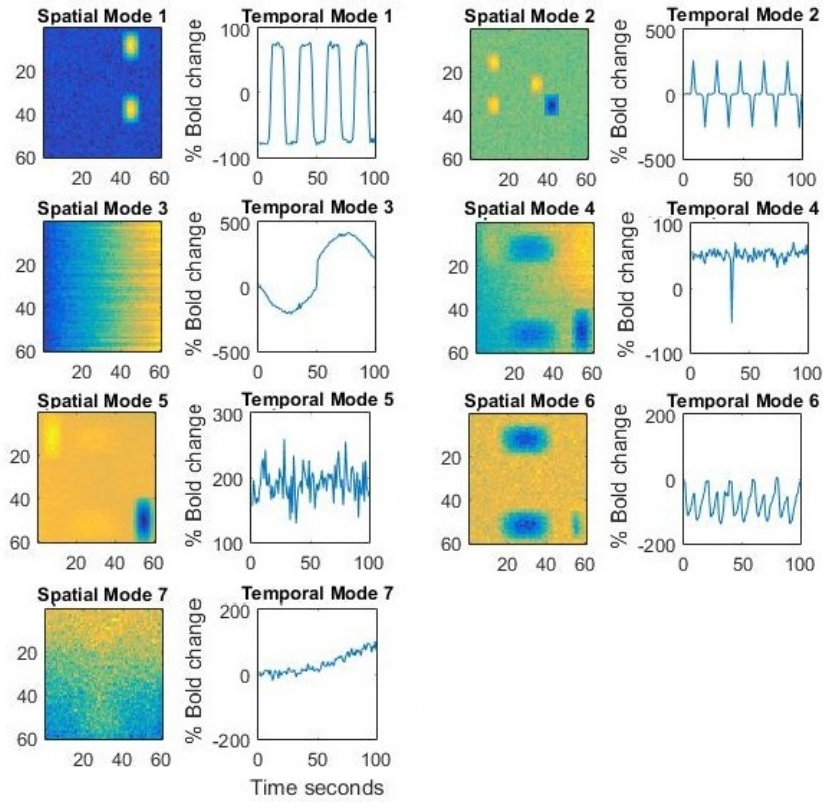 Spatial Mode 1
Temporal Mode 1
% Bold change
100
0
-100
20
40
60
20 40 60
0 50 100
Spatial Mode 2
Temporal Mode 2
% Bold change
500
0
-500
20
40
60
20 40 60
0 50 100
Spatial Mode 3
Temporal Mode 3
% Bold change
500
0
-500
20
40
60
20 40 60
0 50 100
Spatial Mode 4
Temporal Mode 4
% Bold change
100
0
-100
20
40
60
20 40 60
0 50 100
Spatial Mode 5
Temporal Mode 5
% Bold change
300
200
100
20
40
60
20 40 60
0 50 100
Spatial Mode 6
Temporal Mode 6
% Bold change
200
0
-200
20
40
60
20 40 60
0 50 100
Spatial Mode 7
Temporal Mode 7
% Bold change
200
0
-200
20
40
60
20 40 60
0 50 100
Time seconds